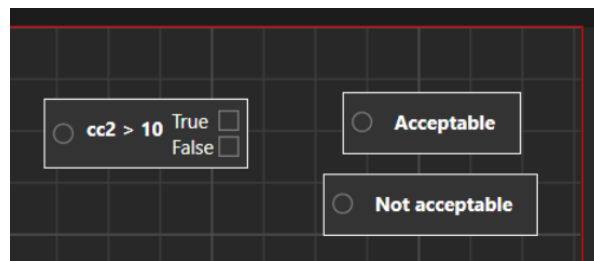 cc2 > 10
True
False
Acceptable
Not acceptable